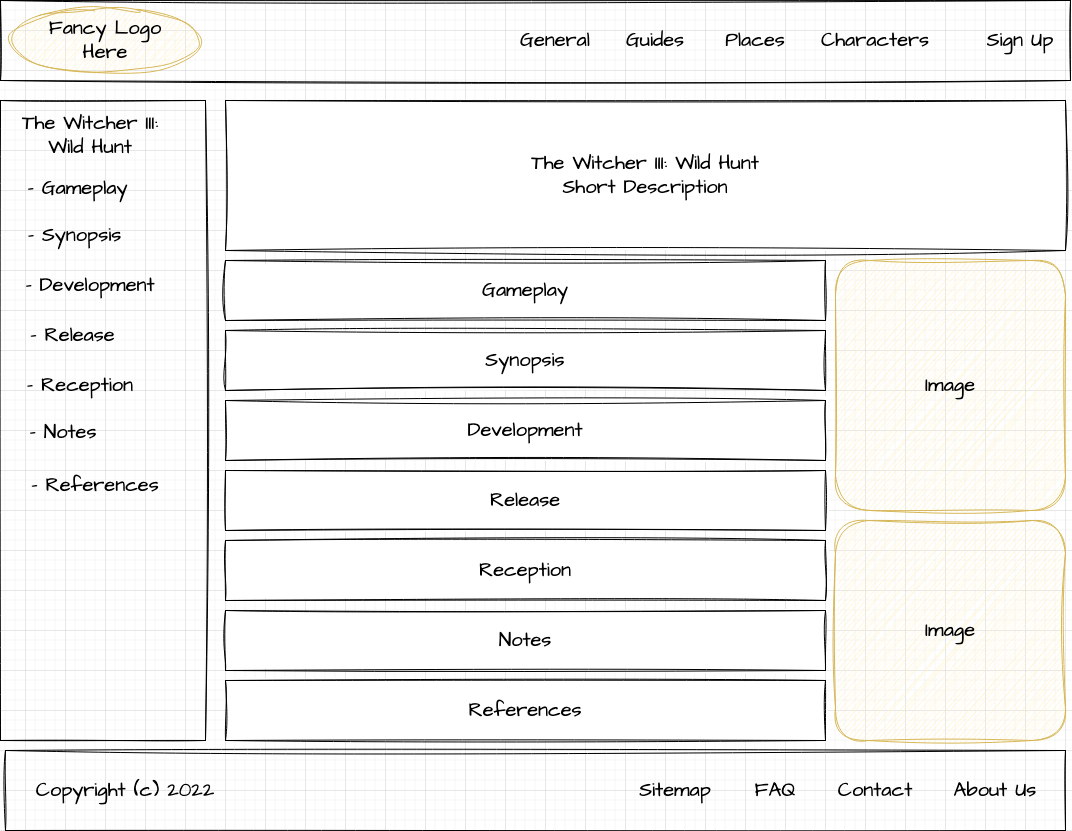 Fancy Logo
Here
General
Guides
Places
Characters
Sign Up
The Witcher III:
Wild Hunt
- Gameplay
- Synopsis
- Development
- Release
- Reception
- Notes
- References
The Witcher III: Wild Hunt
Short Description
Gameplay
Synopsis
Development
Release
Reception
Notes
References
Image
Image
Copyright (c) 2022
Sitemap
FAQ
Contact
About Us